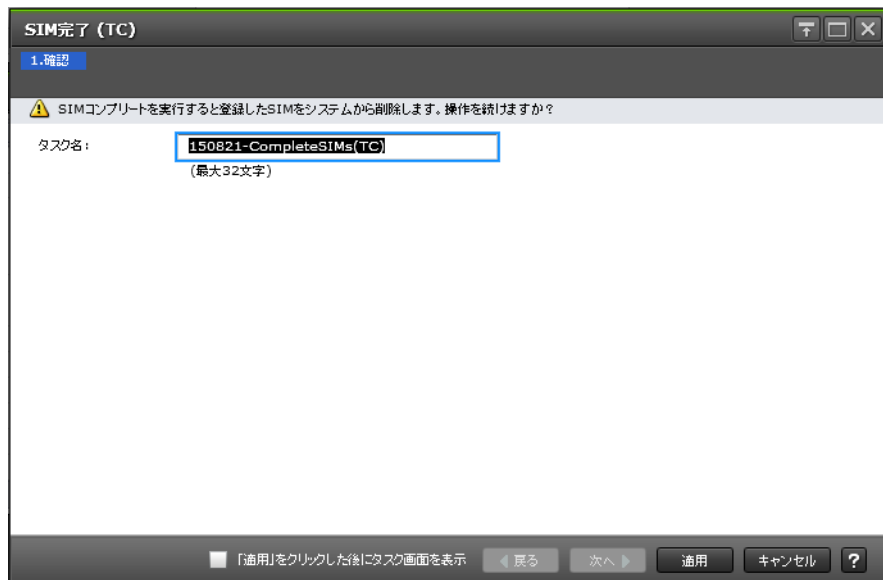 SIM完了 (TC)
1.確認
SIMコンプリートを実行すると登録したSIMをシステムから削除します。操作を続けますか？
タスク名:
150821-CompleteSIMs(TC)
(最大32文字)
「適用」をクリックした後にタスク画面を表示
戻る
次へ
適用
キャンセル
?